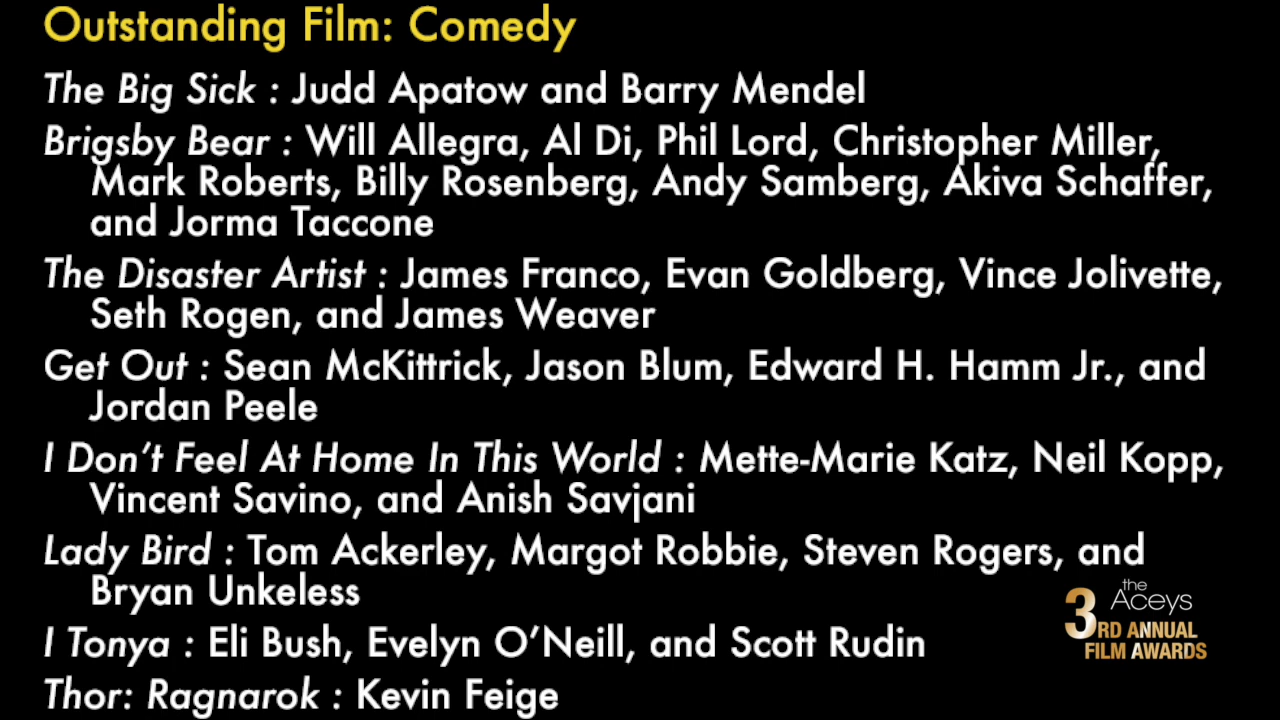 Outstanding Film: Comedy
The Big Sick : Judd Apatow and Barry Mendel
Brigsby Bear : Will Allegra, Al Di, Phil Lord, Christopher Miller,
Mark Roberts, Billy Rosenberg, Andy Samberg, Akiva Schaffer,
and Jorma Taccone
The Disaster Artist : James Franco, Evan Goldberg, Vince Jolivette,
Seth Rogen, and James Weaver
Get Out : Sean McKittrick, Jason Blum, Edward H. Hamm Jr., and
Jordan Peele
I Don’t Feel At Home In This World : Mette-Marie Katz, Neil Kopp,
Vincent Savino, and Anish Savjani
Lady Bird : Tom Ackerley, Margot Robbie, Steven Rogers, and
Bryan Unkeless
I Tonya : Eli Bush, Evelyn O’Neill, and Scott Rudin
Thor: Ragnarok : Kevin Feige
the
Aceys
3RD ANNUAL
FILM AWARDS